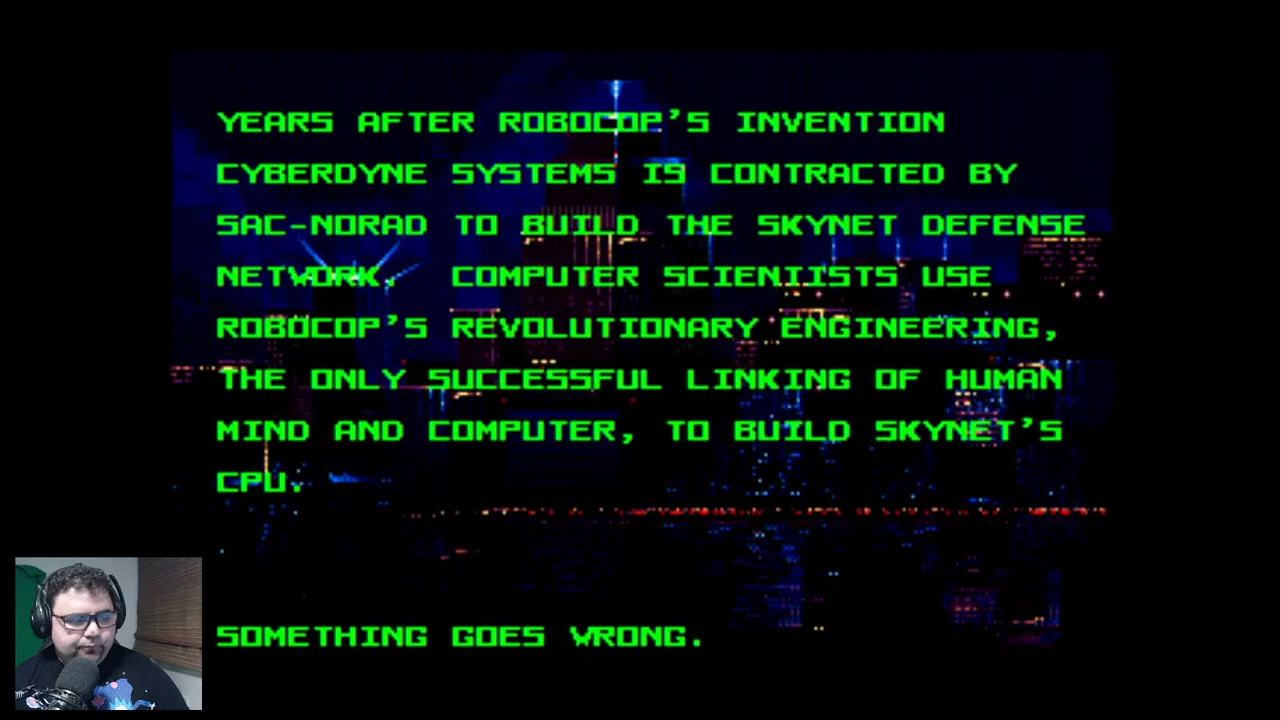 YEARS AFTER ROBOCOP'S INVENTION
CYBERDYNE SYSTEMS IS CONTRACTED BY
SAC-NORAD TO BUILD THE SKYNET DEFENSE
NETWORK. COMPUTER SCIENTISTS USE
ROBOCOP'S REVOLUTIONARY ENGINEERING,
THE ONLY SUCCESSFUL LINKING OF HUMAN
MIND AND COMPUTER, TO BUILD SKYNET'S
CPU.
SOMETHING GOES WRONG.